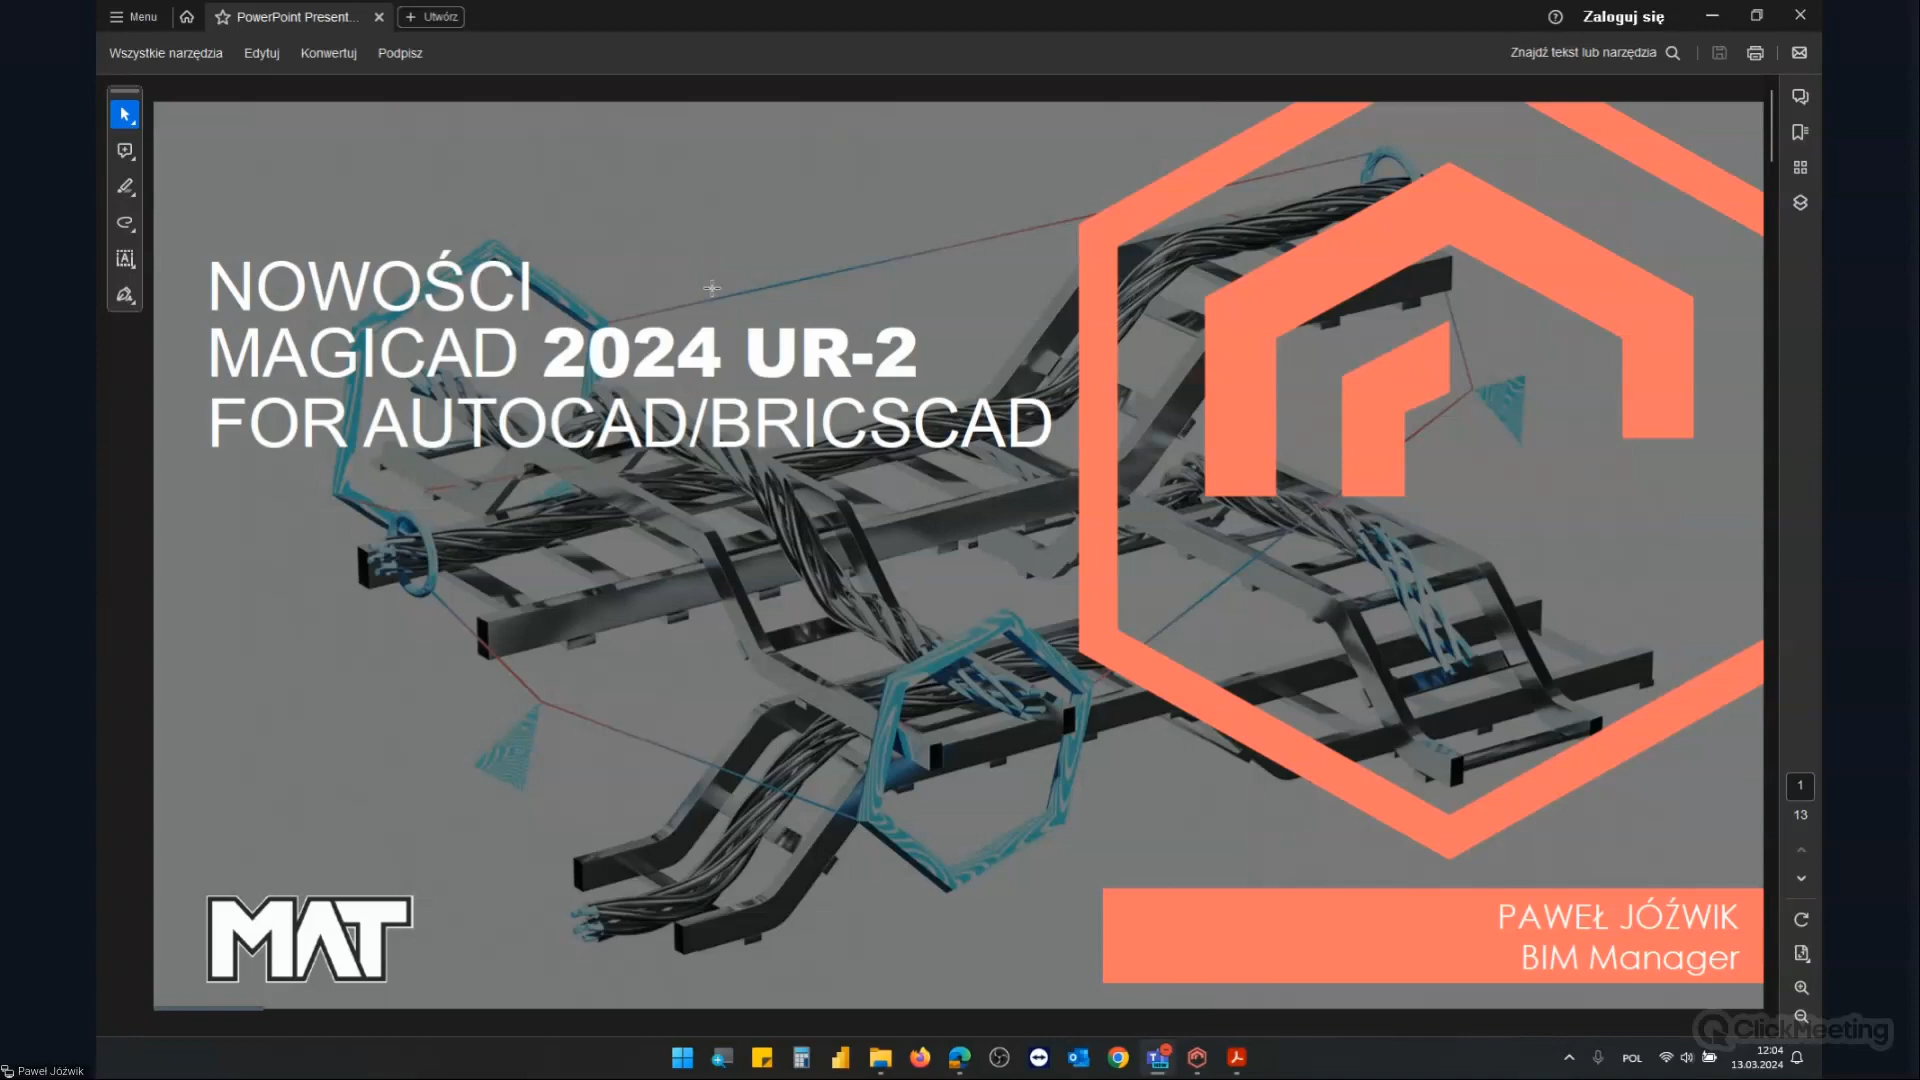 Menu
PowerPoint Present...
Utwórz
Zaloguj się
Wszystkie narzędzia
Edytuj
Konwertuj
Podpisz
Znajdź tekst lub narzędzia
NOWOŚCI
MAGICAD 2024 UR-2
FOR AUTOCAD/BRICSCAD
1
13
MAT
PAWEŁ JÓŹWIK
BIM Manager
ClickMeeting
POL
12:04
13.03.2024
Paweł Jóźwik